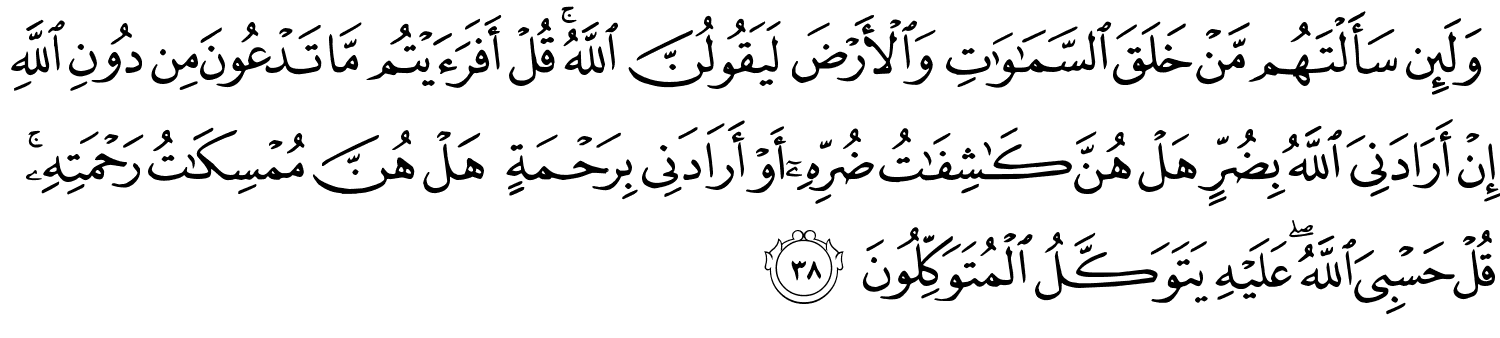 وَلَئِن سَأَلْتَهُم مَّنْ خَلَقَ ٱلسَّمَٰوَٰتِ وَٱلْأَرْضَ لَيَقُولُنَّ ٱللَّهُ ۚ قُلْ أَفَرَءَيْتُم مَّا تَدْعُونَ مِن دُونِ ٱللَّهِ
إِنْ أَرَادَنِىَ ٱللَّهُ بِضُرٍّ هَلْ هُنَّ كَٰشِفَٰتُ ضُرِّهِۦٓ أَوْ أَرَادَنِى بِرَحْمَةٍ هَلْ هُنَّ مُمْسِكَٰتُ رَحْمَتِهِۦ ۚ
قُلْ حَسْبِىَ ٱللَّهُ ۖ عَلَيْهِ يَتَوَكَّلُ ٱلْمُتَوَكِّلُونَ ٣٨